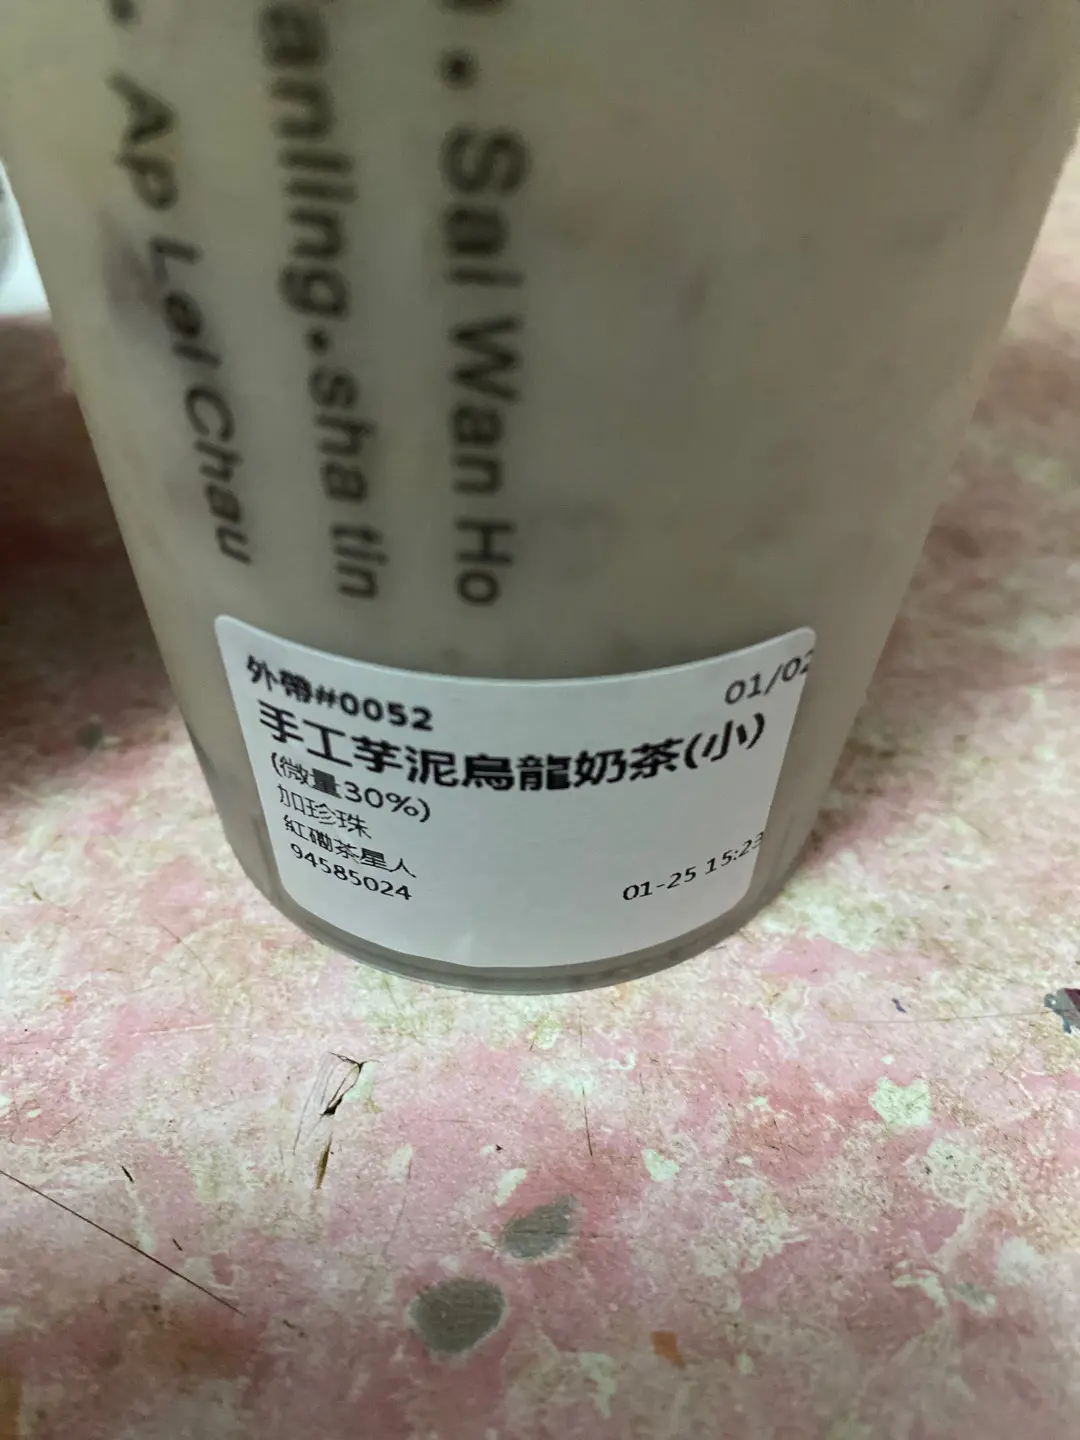 Ap Lei Chau
anling.sha tin
. Sai Wan Ho
外帶#0052
01/02
手工芋泥烏龍奶茶(小)
(微量30%)
加珍珠
紅磡茶星人
94585024
01-25 15:23